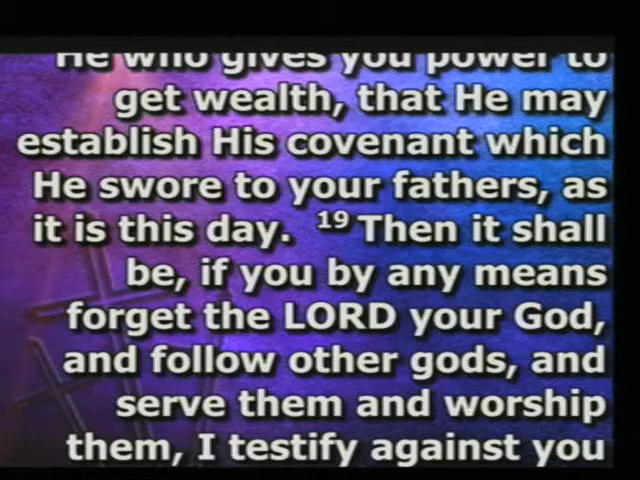 He who gives you power to
get wealth, that He may
establish His covenant which
He swore to your fathers, as
it is this day. 19 Then it shall
be, if you by any means
forget the LORD your God,
and follow other gods, and
serve them and worship
them, I testify against you